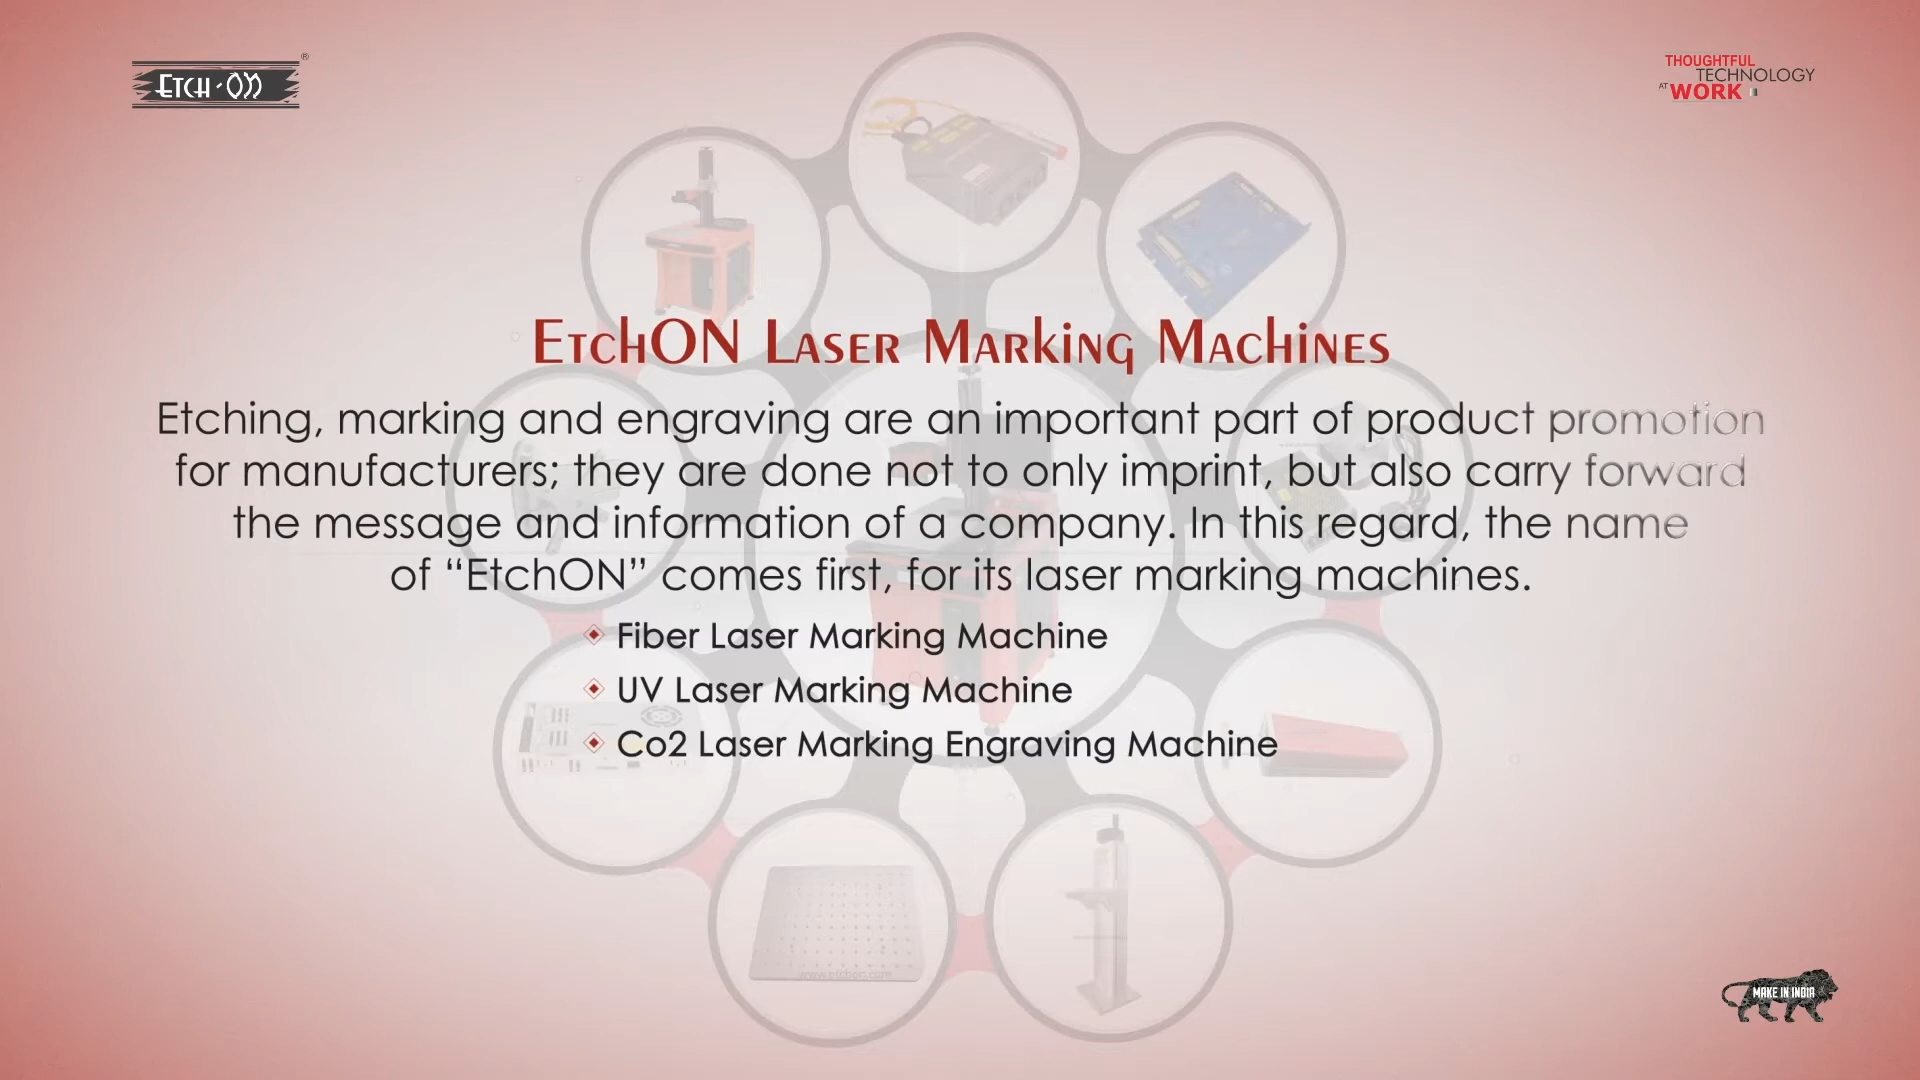 ETCH-ON ®
THOUGHTFUL
TECHNOLOGY
AT WORK
EtchON Laser Marking Machines
Etching, marking and engraving are an important part of product promotion
for manufacturers; they are done not to only imprint, but also carry forward
the message and information of a company. In this regard, the name
of “EtchON” comes first, for its laser marking machines.
Fiber Laser Marking Machine
UV Laser Marking Machine
Co2 Laser Marking Engraving Machine
www.etchon.com
MAKE IN INDIA